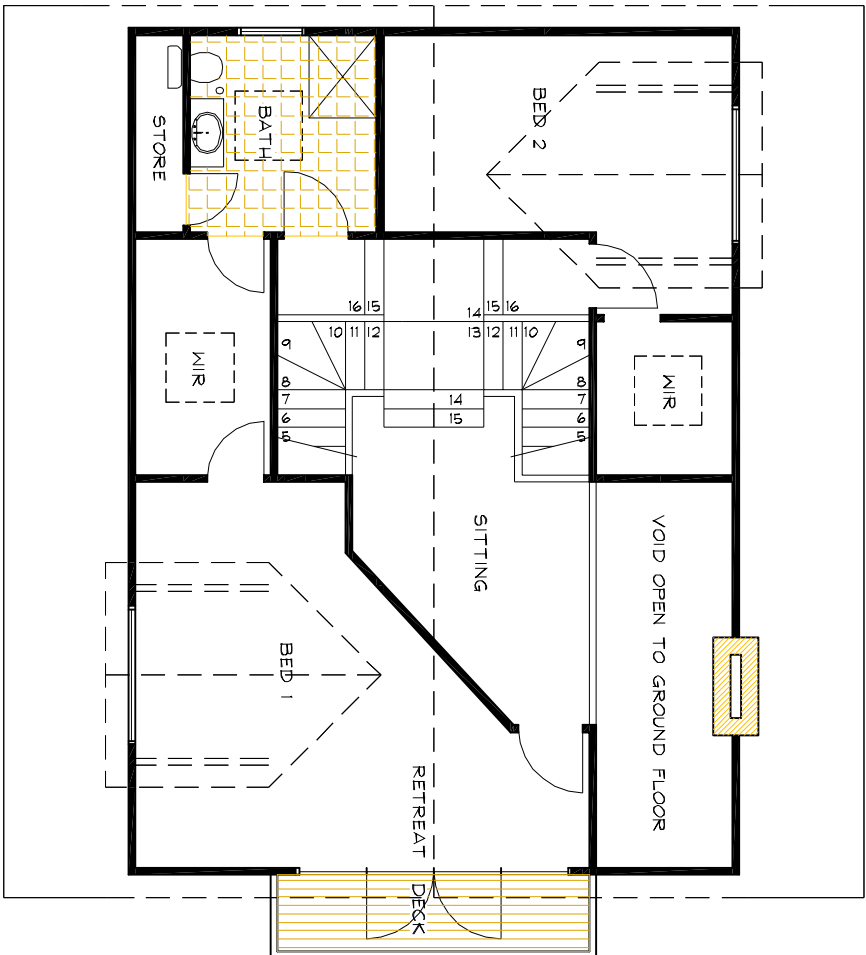 STORE
BATH
BED 2
16 15
15 16
14
10 11 12
13 12 11 10
9
9
8
8
7
14
7
6
15
6
5
5
WIR
WIR
SITTING
VOID OPEN TO GROUND FLOOR
BED 1
RETREAT
DECK